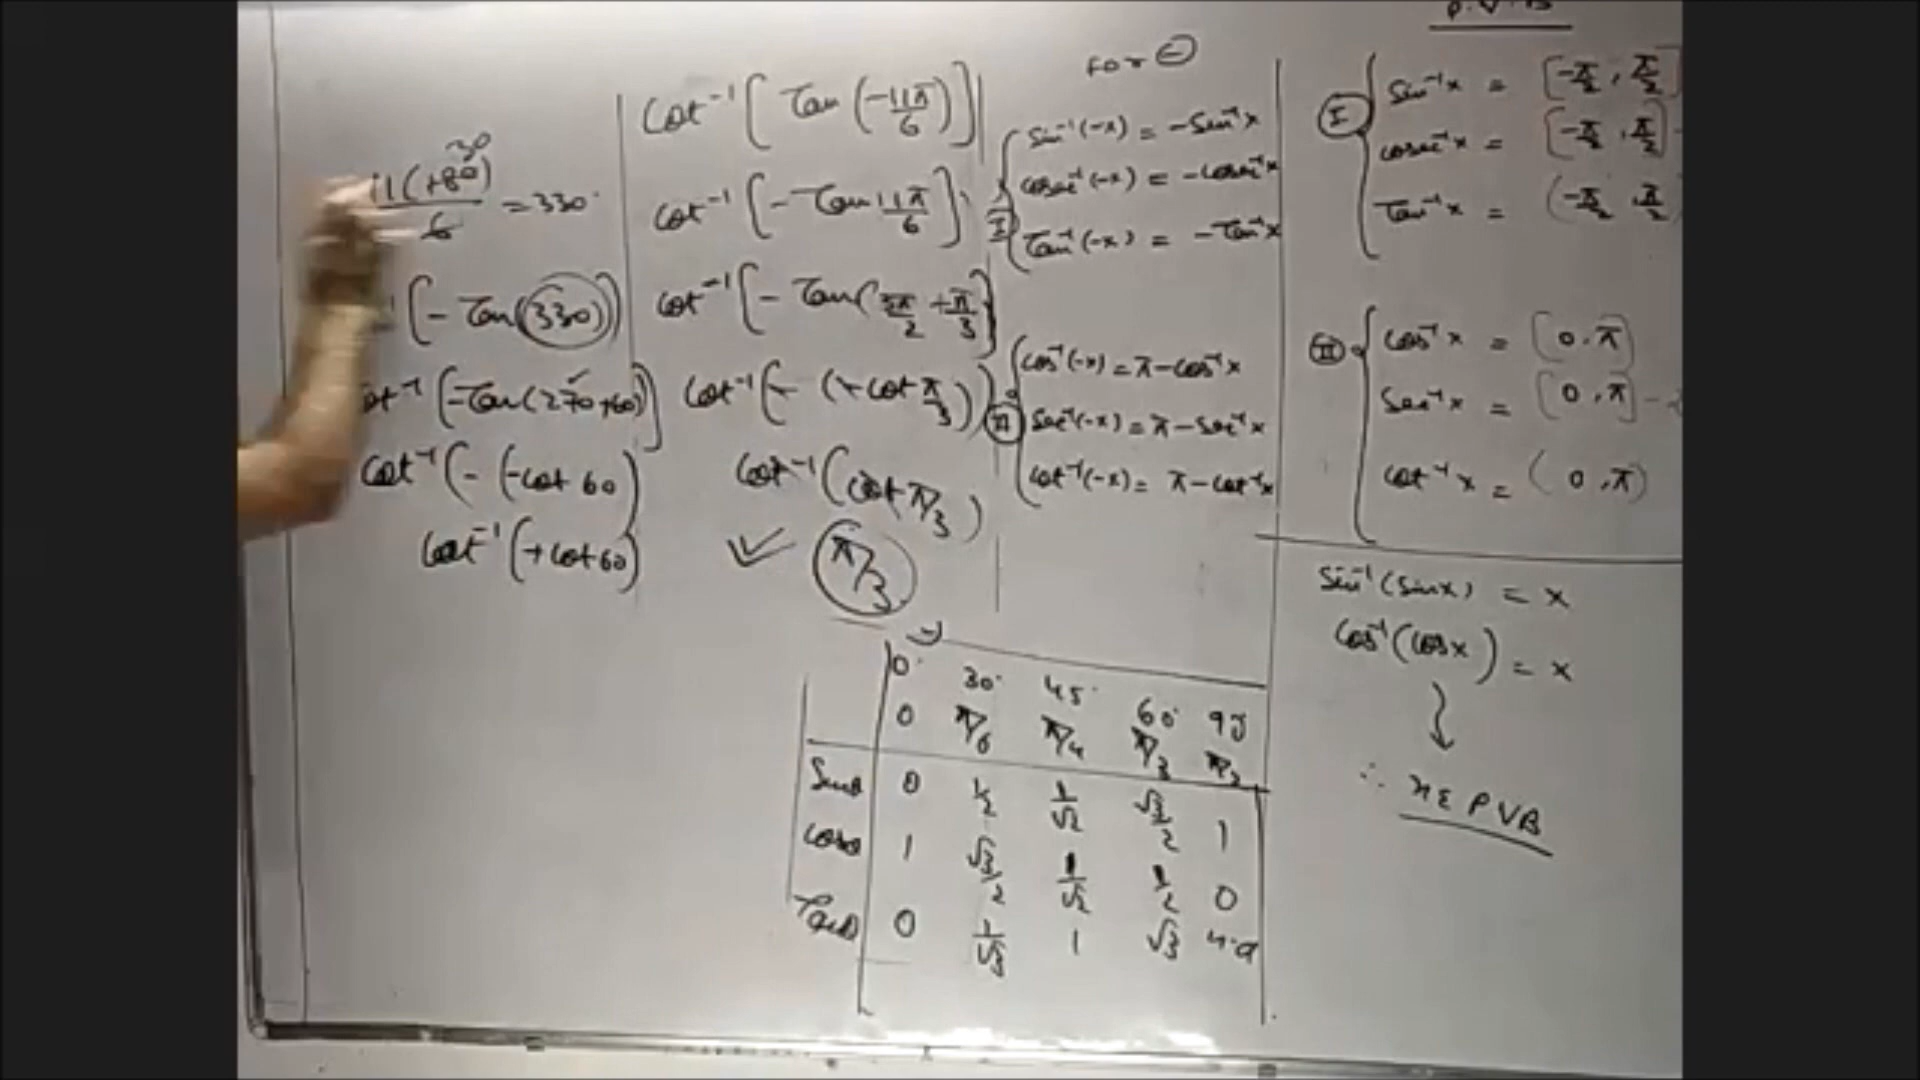 11(180)/6 = 330°
30
[-Tan(330)]
cot⁻¹[-Tan(270+60)]
cot⁻¹(-(-cot 60)
cot⁻¹(+cot 60)
cot⁻¹[Tan(-11π/6)]
cot⁻¹[-Tan 11π/6]
cot⁻¹[-Tan(3π/2 + π/3)]
cot⁻¹(+(+cot π/3))
cot⁻¹(cot π/3)
π/3
For ⊖
I
sin⁻¹(-x) = -sin⁻¹x
cosec⁻¹(-x) = -cosec⁻¹x
Tan⁻¹(-x) = -Tan⁻¹x
II
cos⁻¹(-x) = π-cos⁻¹x
sec⁻¹(-x) = π-sec⁻¹x
cot⁻¹(-x) = π-cot⁻¹x
I
sin⁻¹x = [-π/2, π/2]
cosec⁻¹x = [-π/2, π/2]
Tan⁻¹x = (-π/2, π/2)
II
cos⁻¹x = [0, π]
sec⁻¹x = [0, π] -
cot⁻¹x = (0, π)
sin⁻¹(sinx) = x
cos⁻¹(cosx) = x
∴ x ε PVB
0° 30° 45° 60° 90
0 π/6 π/4 π/3 π/2
Sinθ 0 1/2 1/√2 √3/2 1
cosθ 1 √3/2 1/√2 1/2 0
Tanθ 0 1/√3 1 √3 n.d